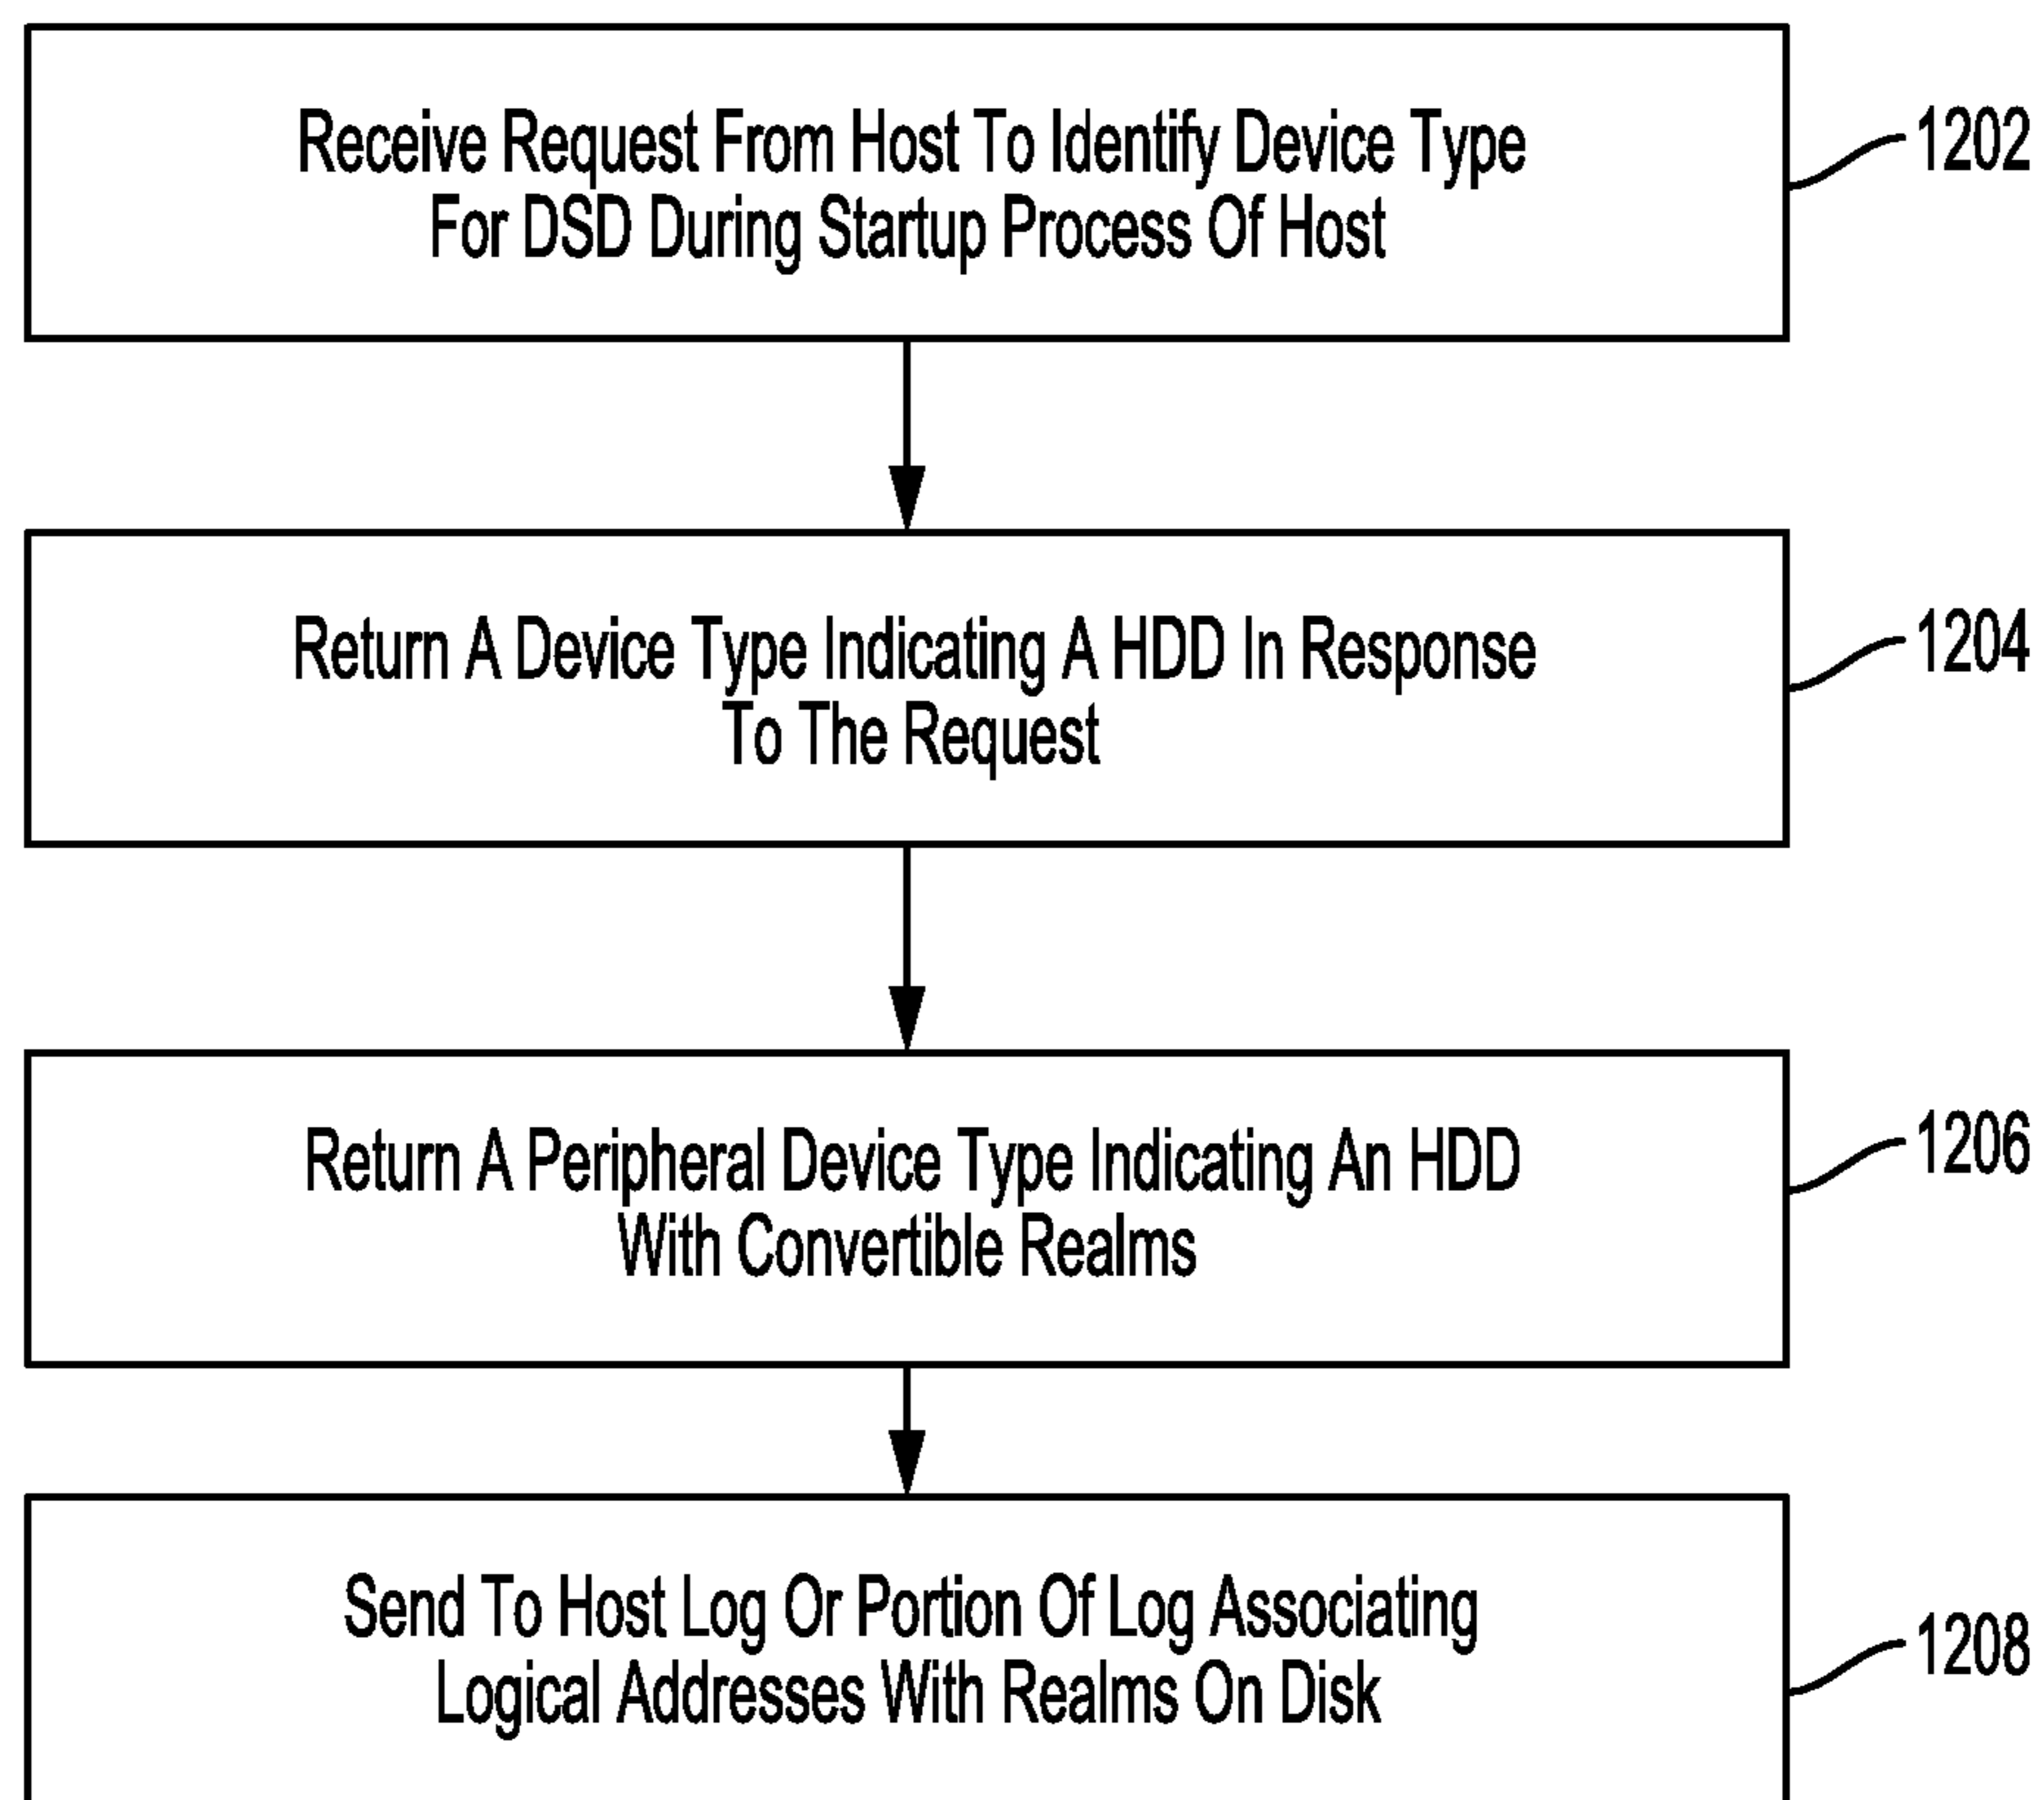 Receive Request From Host To Identify Device Type
For DSD During Startup Process Of Host
1202
Return A Device Type Indicating A HDD In Response
To The Request
1204
Return A Peripheral Device Type Indicating An HDD
With Convertible Realms
1206
Send To Host Log Or Portion Of Log Associating
Logical Addresses With Realms On Disk
1208